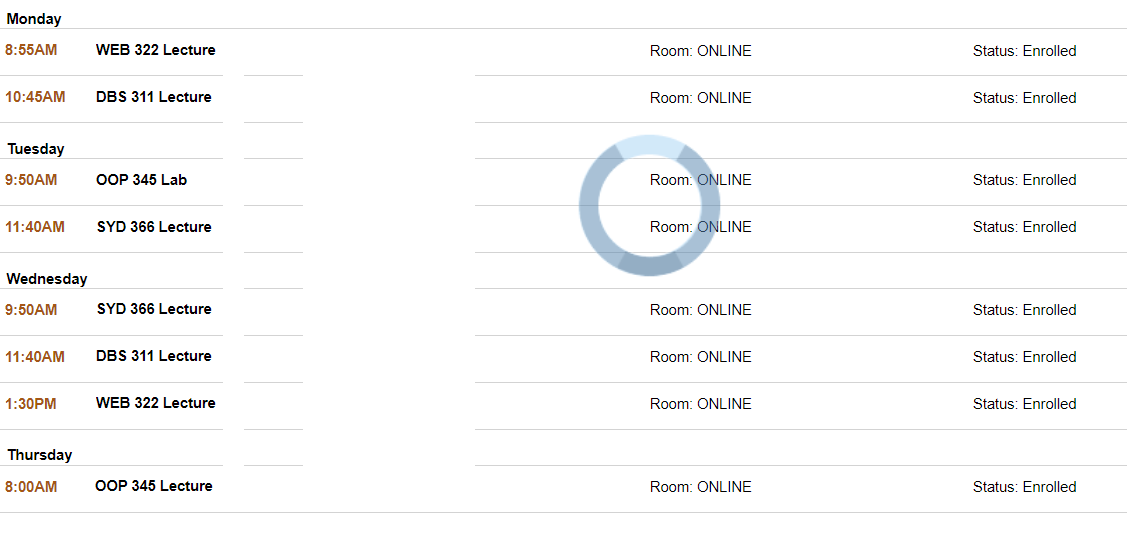 Monday
8:55AM WEB 322 Lecture Room: ONLINE Status: Enrolled
10:45AM DBS 311 Lecture Room: ONLINE Status: Enrolled
Tuesday
9:50AM OOP 345 Lab Room: ONLINE Status: Enrolled
11:40AM SYD 366 Lecture Room: ONLINE Status: Enrolled
Wednesday
9:50AM SYD 366 Lecture Room: ONLINE Status: Enrolled
11:40AM DBS 311 Lecture Room: ONLINE Status: Enrolled
1:30PM WEB 322 Lecture Room: ONLINE Status: Enrolled
Thursday
8:00AM OOP 345 Lecture Room: ONLINE Status: Enrolled